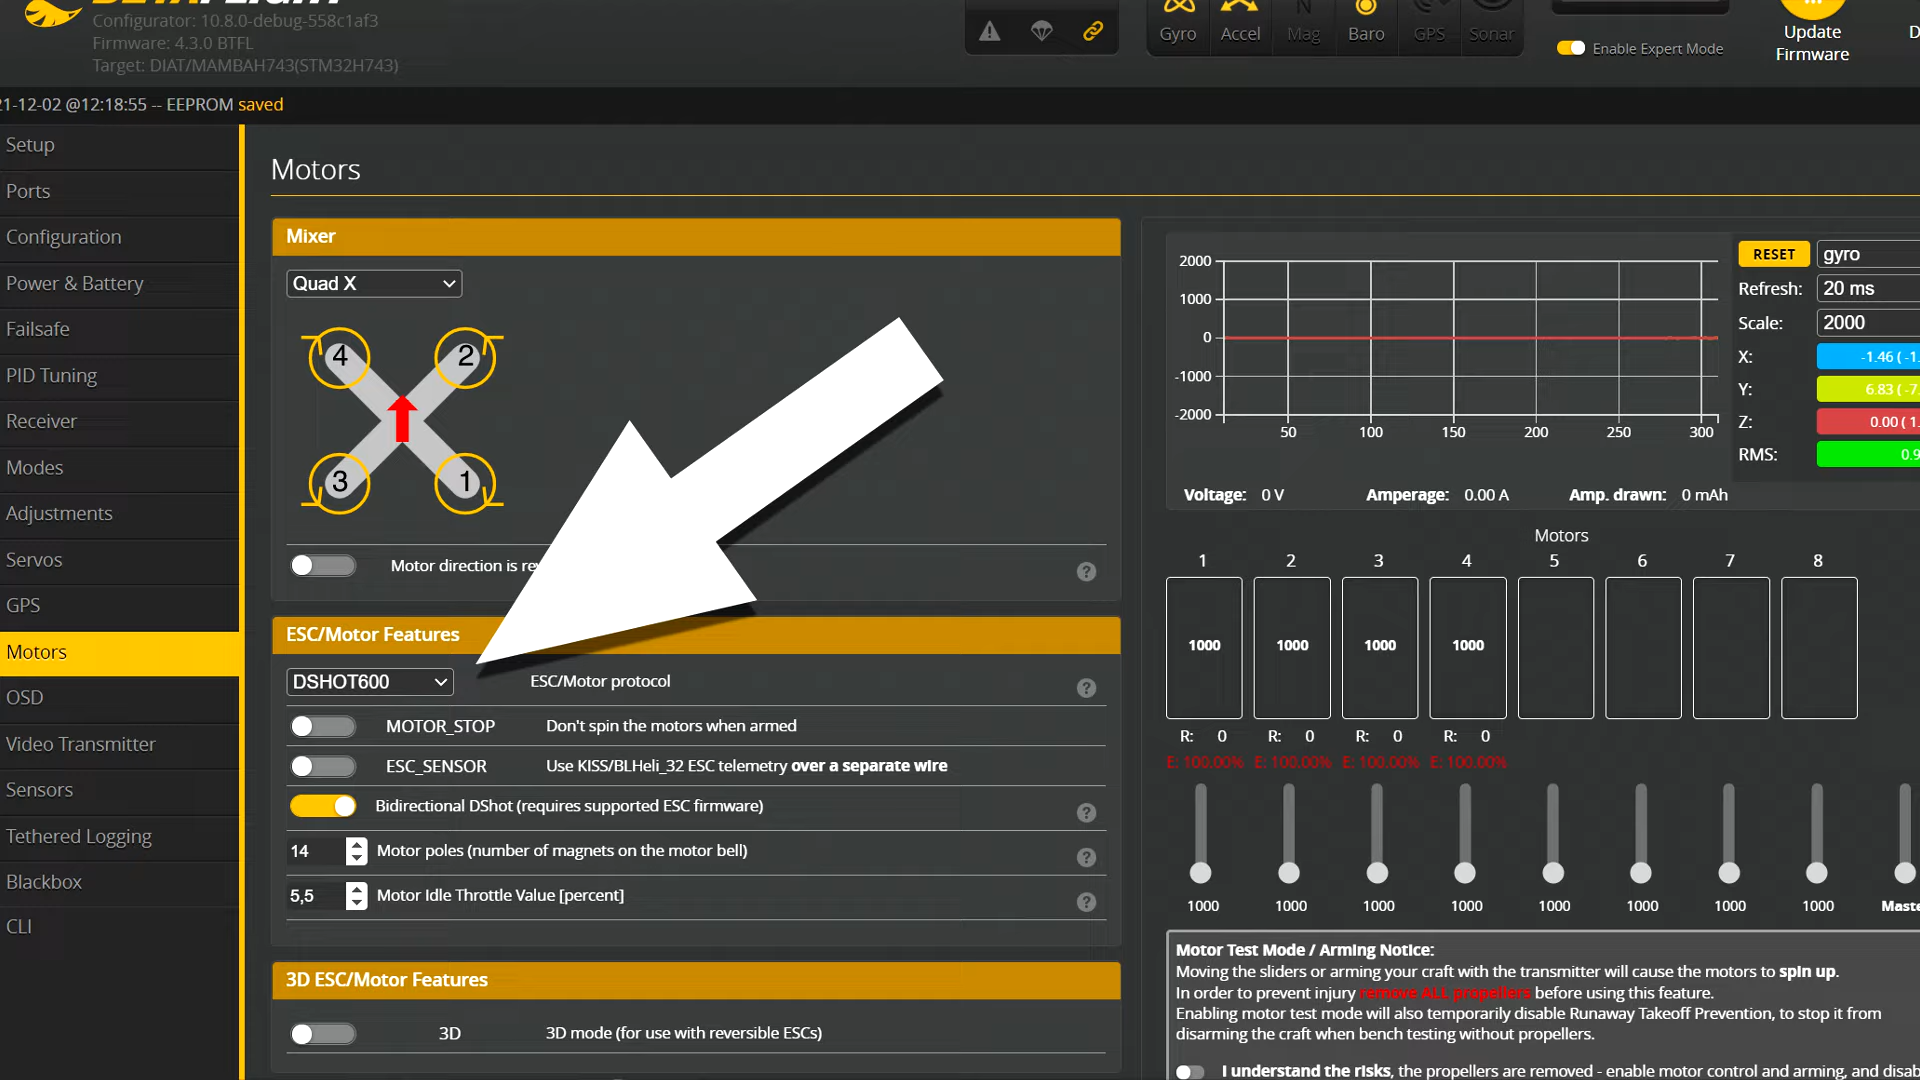 Configurator: 10.8.0-debug-558c1af3
Firmware: 4.3.0 BTFL
Target: DIAT/MAMBAH743(STM32H743)
Gyro
Accel
Mag
Baro
GPS
Sonar
Enable Expert Mode
Update
Firmware
21-12-02 @12:18:55 -- EEPROM saved
Setup
Ports
Configuration
Power & Battery
Failsafe
PID Tuning
Receiver
Modes
Adjustments
Servos
GPS
Motors
OSD
Video Transmitter
Sensors
Tethered Logging
Blackbox
CLI
Motors
Mixer
Quad X
4
2
3
1
Motor direction is
ESC/Motor Features
DSHOT600
ESC/Motor protocol
?
MOTOR_STOP Don't spin the motors when armed
ESC_SENSOR Use KISS/BLHeli_32 ESC telemetry over a separate wire
Bidirectional DShot (requires supported ESC firmware) ?
14 Motor poles (number of magnets on the motor bell) ?
5,5 Motor Idle Throttle Value [percent] ?
3D ESC/Motor Features
3D 3D mode (for use with reversible ESCs)
?
2000
1000
0
-1000
-2000
50 100 150 200 250 300
RESET gyro
Refresh: 20 ms
Scale: 2000
X: -1.46 ( -1.
Y: 6.83 ( -7.
Z: 0.00 ( 1.
RMS: 0.9
Voltage: 0 V Amperage: 0.00 A Amp. drawn: 0 mAh
Motors
1 2 3 4 5 6 7 8
1000 1000 1000 1000
R: 0 R: 0 R: 0 R: 0
E: 100.00% E: 100.00% E: 100.00% E: 100.00%
1000 1000 1000 1000 1000 1000 1000 1000 Maste
Motor Test Mode / Arming Notice:
Moving the sliders or arming your craft with the transmitter will cause the motors to spin up.
In order to prevent injury remove ALL propellers before using this feature.
Enabling motor test mode will also temporarily disable Runaway Takeoff Prevention, to stop it from
disarming the craft when bench testing without propellers.
I understand the risks, the propellers are removed - enable motor control and arming, and disab